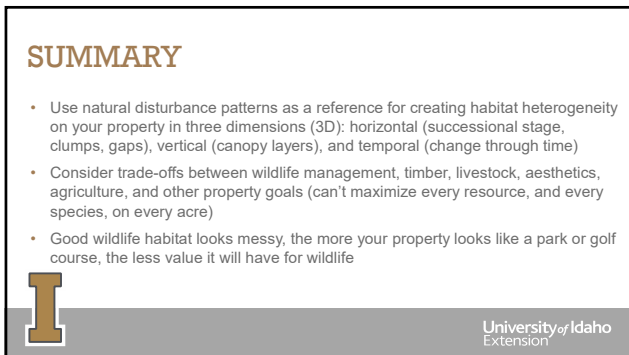 SUMMARY
• Use natural disturbance patterns as a reference for creating habitat heterogeneity
on your property in three dimensions (3D): horizontal (successional stage,
clumps, gaps), vertical (canopy layers), and temporal (change through time)
• Consider trade-offs between wildlife management, timber, livestock, aesthetics,
agriculture, and other property goals (can't maximize every resource, and every
species, on every acre)
• Good wildlife habitat looks messy, the more your property looks like a park or golf
course, the less value it will have for wildlife
I
University of Idaho
Extension